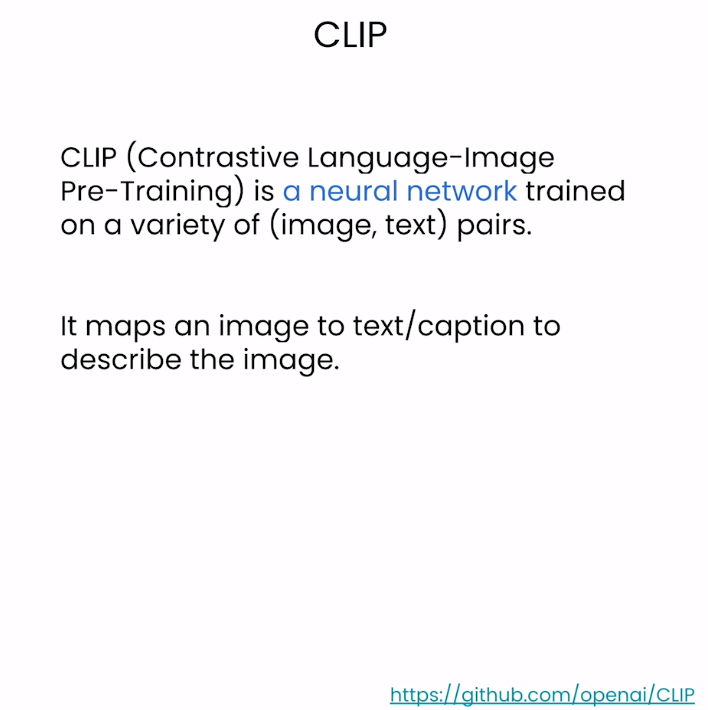 CLIP
CLIP (Contrastive Language-Image
Pre-Training) is a neural network trained
on a variety of (image, text) pairs.
It maps an image to text/caption to
describe the image.
https://github.com/openai/CLIP